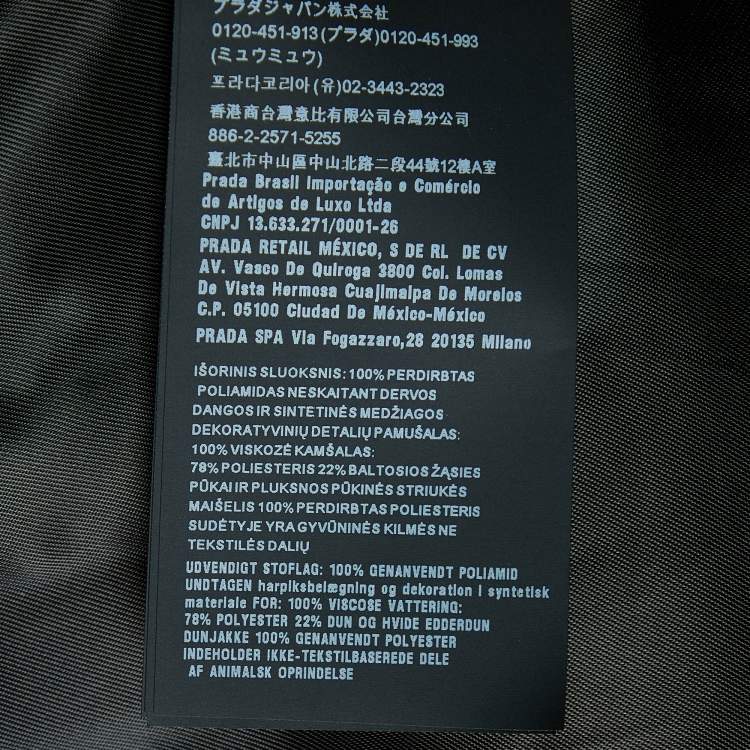 プラダジャパン株式会社
0120-451-913(プラダ)0120-451-993
(ミュウミュウ)
프라다코리아(유)02-3443-2323
香港商台灣意比有限公司台灣分公司
886-2-2571-5255
臺北市中山區中山北路二段44號12樓A室
Prada Brasil Importação e Comércio
de Artigos de Luxo Ltda
CNPJ 13.633.271/0001-26
PRADA RETAIL MÉXICO, S DE RL DE CV
AV. Vasco De Quiroga 3800 Col. Lomas
De Vista Hermosa Cuajimalpa De Morelos
C.P. 05100 Ciudad De México-México
PRADA SPA Via Fogazzaro,28 20135 Milano
IŠORINIS SLUOKSNIS: 100% PERDIRBTAS
POLIAMIDAS NESKAITANT DERVOS
DANGOS IR SINTETINĖS MEDŽIAGOS
DEKORATYVINIŲ DETALIŲ PAMUŠALAS:
100% VISKOZĖ KAMŠALAS:
78% POLIESTERIS 22% BALTOSIOS ŽĄSIES
PŪKAI IR PLUKSNOS PŪKINĖS STRIUKĖS
MAIŠELIS 100% PERDIRBTAS POLIESTERIS
SUDĖTYJE YRA GYVŪNINĖS KILMĖS NE
TEKSTILĖS DALIŲ
UDVENDIGT STOFLAG: 100% GENANVENDT POLIAMID
UNDTAGEN harpiksbelægning og dekoration i syntetisk
materiale FOR: 100% VISCOSE VATTERING:
78% POLYESTER 22% DUN OG HVIDE EDDERDUN
DUNJAKKE 100% GENANVENDT POLYESTER
INDEHOLDER IKKE-TEKSTILBASEREDE DELE
AF ANIMALSK OPRINDELSE